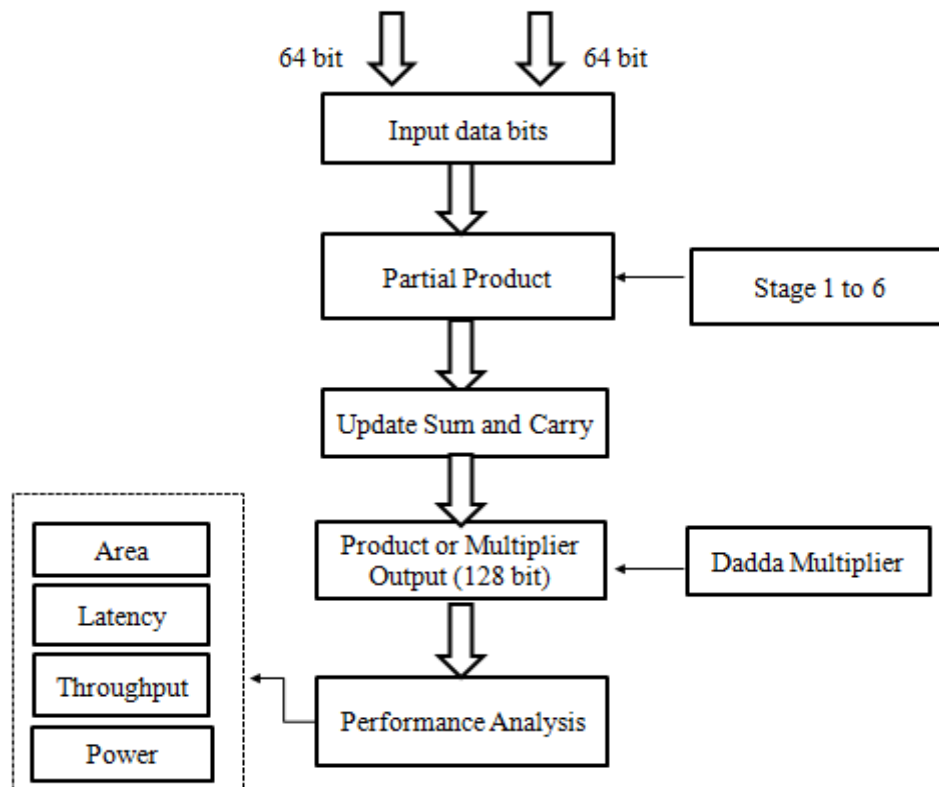 64 bit
64 bit
Input data bits
Partial Product
Stage 1 to 6
Update Sum and Carry
Product or Multiplier
Output (128 bit)
Dadda Multiplier
Area
Latency
Throughput
Power
Performance Analysis